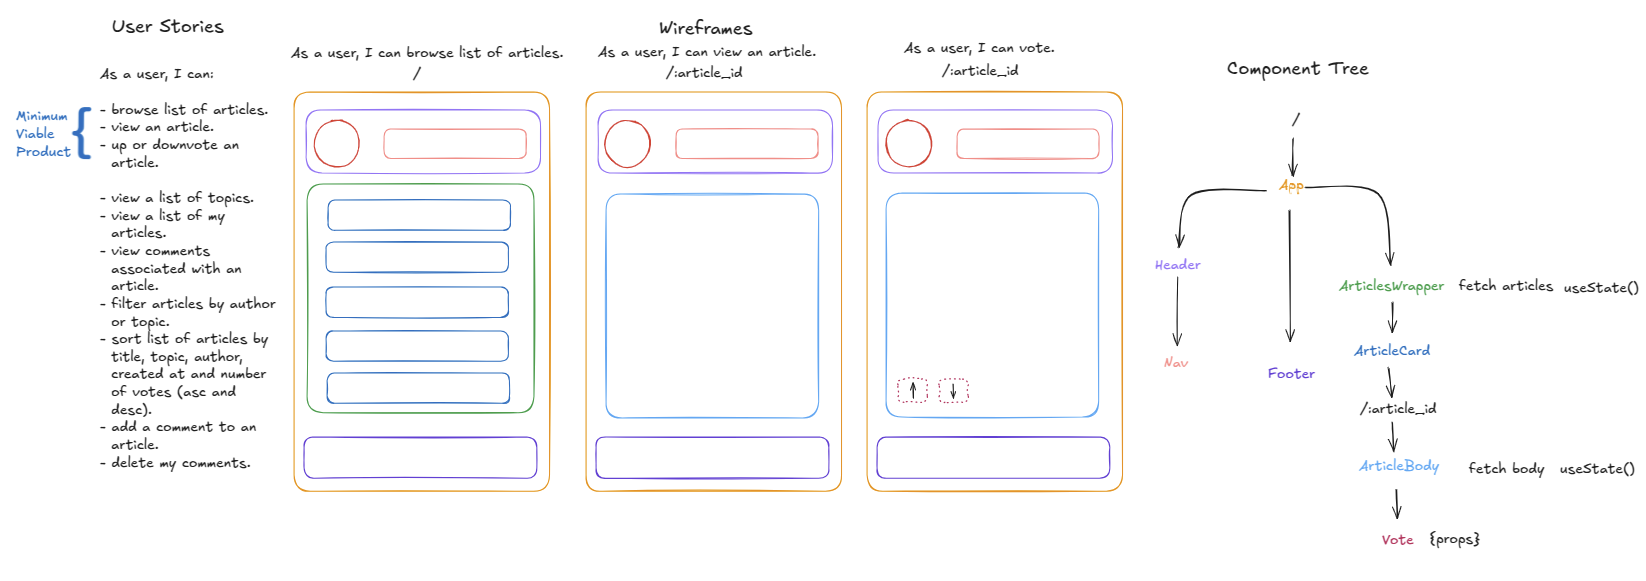 User Stories
As a user, I can:
Minimum
Viable
Product
- browse list of articles.
- view an article.
- up or downvote an
article.
- view a list of topics.
- view a list of my
articles.
- view comments
associated with an
article.
- filter articles by author
or topic.
- sort list of articles by
title, topic, author,
created at and number
of votes (asc and
desc).
- add a comment to an
article.
- delete my comments.
Wireframes
As a user, I can browse list of articles.
/
As a user, I can view an article.
/:article_id
As a user, I can vote.
/:article_id
Component Tree
/
App
Header
Nav
Footer
ArticlesWrapper fetch articles useState()
ArticleCard
/:article_id
ArticleBody fetch body useState()
Vote {props}